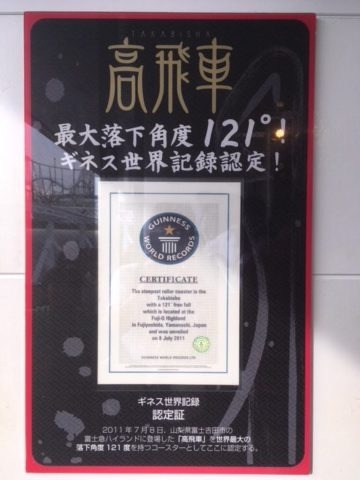 TAKABISHA
高飛車
最大落下角度121°!
ギネス世界記録認定!
GUINNESS
WORLD RECORDS
CERTIFICATE
The steepest roller coaster is the
Takabisha
with a 121° free fall
which is located at the
Fuji-Q Highland
in Fujiyoshida, Yamanashi, Japan
and was unveiled
on 8 July 2011
GUINNESS WORLD RECORDS LTD
ギネス世界記録
認定証
2011年7月8日、山梨県富士吉田市の
富士急ハイランドに登場した「高飛車」を世界最大の
落下角度121度を持つコースターとしてここに認定する。